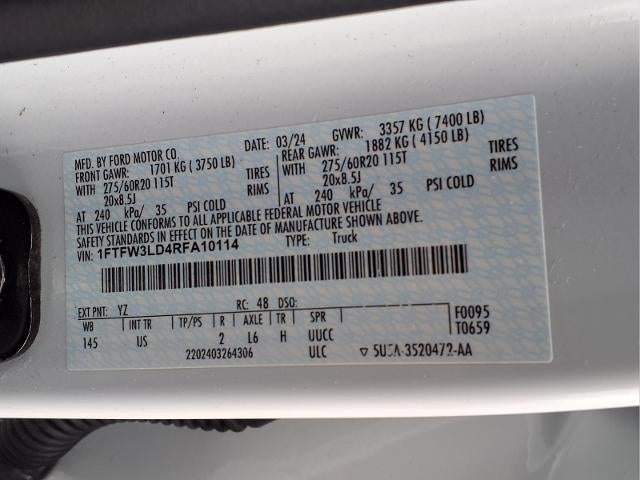 MFD. BY FORD MOTOR CO. DATE: 03/24 GVWR: 3357 KG ( 7400 LB)
FRONT GAWR: 1701 KG ( 3750 LB) REAR GAWR: 1882 KG ( 4150 LB)
WITH 275/60R20 115T TIRES WITH 275/60R20 115T TIRES
20x8.5J RIMS 20x8.5J RIMS
AT 240 kPa/ 35 PSI COLD AT 240 kPa/ 35 PSI COLD
THIS VEHICLE CONFORMS TO ALL APPLICABLE FEDERAL MOTOR VEHICLE
SAFETY STANDARDS IN EFFECT ON THE DATE OF MANUFACTURE SHOWN ABOVE.
VIN: 1FTFW3LD4RFA10114 TYPE: Truck
EXT PNT: YZ RC: 48 DSO: F0095
WB INT TR TP/PS R AXLE TR SPR T0659
145 US 2 L6 H UUCC
2202403264306 ULC ▽ -3520472-AA